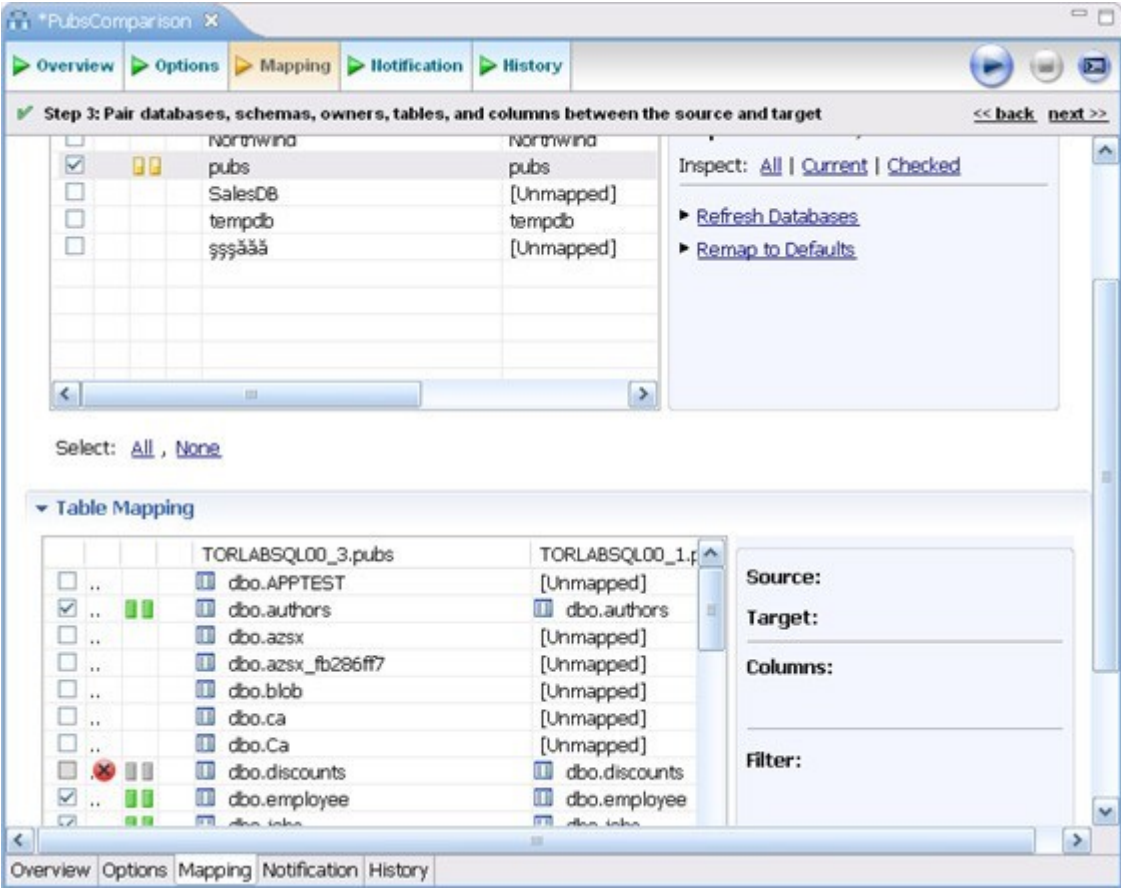 *PubsComparison
Overview Options Mapping Notification History
Step 3: Pair databases, schemas, owners, tables, and columns between the source and target << back next >>
Northwind Northwind
pubs pubs
SalesDB [Unmapped]
tempdb tempdb
şşşăăă [Unmapped]
Inspect: All | Current | Checked
Refresh Databases
Remap to Defaults
Select: All , None
Table Mapping
TORLABSQL00_3.pubs TORLABSQL00_1.p
dbo.APPTEST [Unmapped]
.. dbo.authors dbo.authors
.. dbo.azsx [Unmapped]
.. dbo.azsx_fb286ff7 [Unmapped]
.. dbo.blob [Unmapped]
.. dbo.ca [Unmapped]
.. dbo.Ca [Unmapped]
dbo.discounts dbo.discounts
.. dbo.employee dbo.employee
dbo.jobs dbo.jobs
Source:
Target:
Columns:
Filter:
Overview Options Mapping Notification History